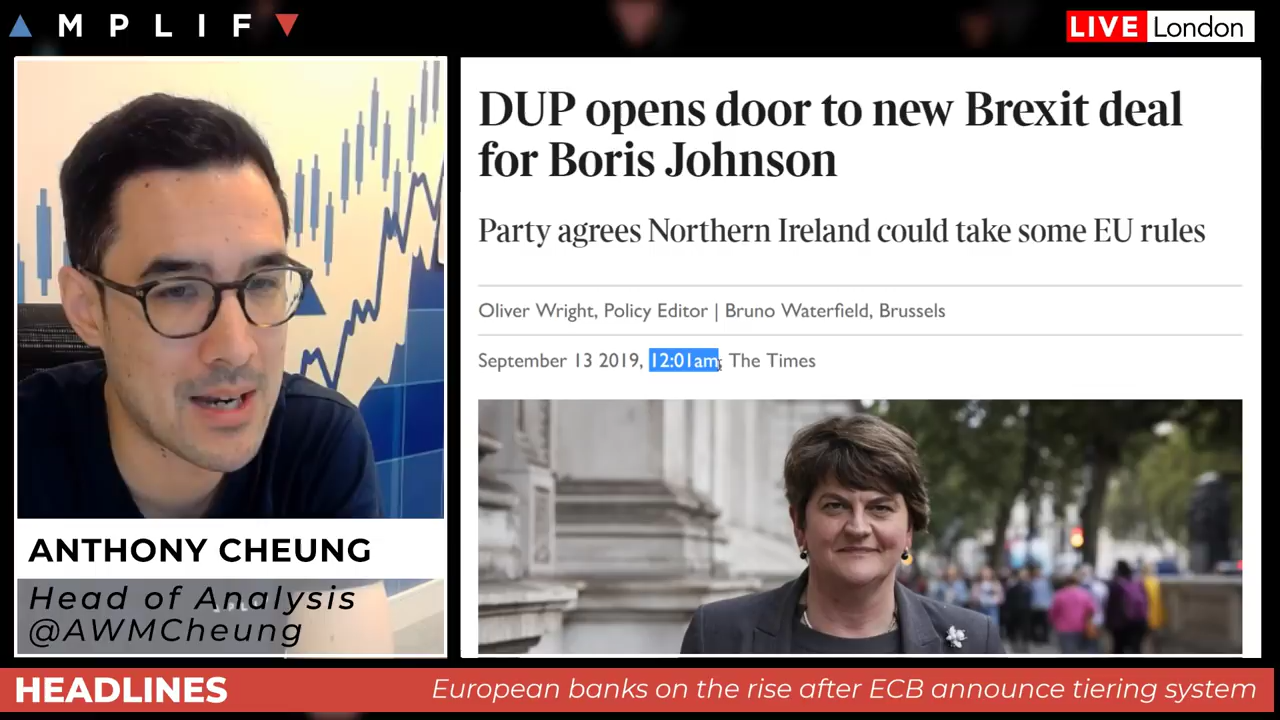 AMPLIFY
LIVE London
DUP opens door to new Brexit deal
for Boris Johnson
Party agrees Northern Ireland could take some EU rules
Oliver Wright, Policy Editor | Bruno Waterfield, Brussels
September 13 2019, 12:01am, The Times
ANTHONY CHEUNG
Head of Analysis
@AWMCheung
HEADLINES
European banks on the rise after ECB announce tiering system